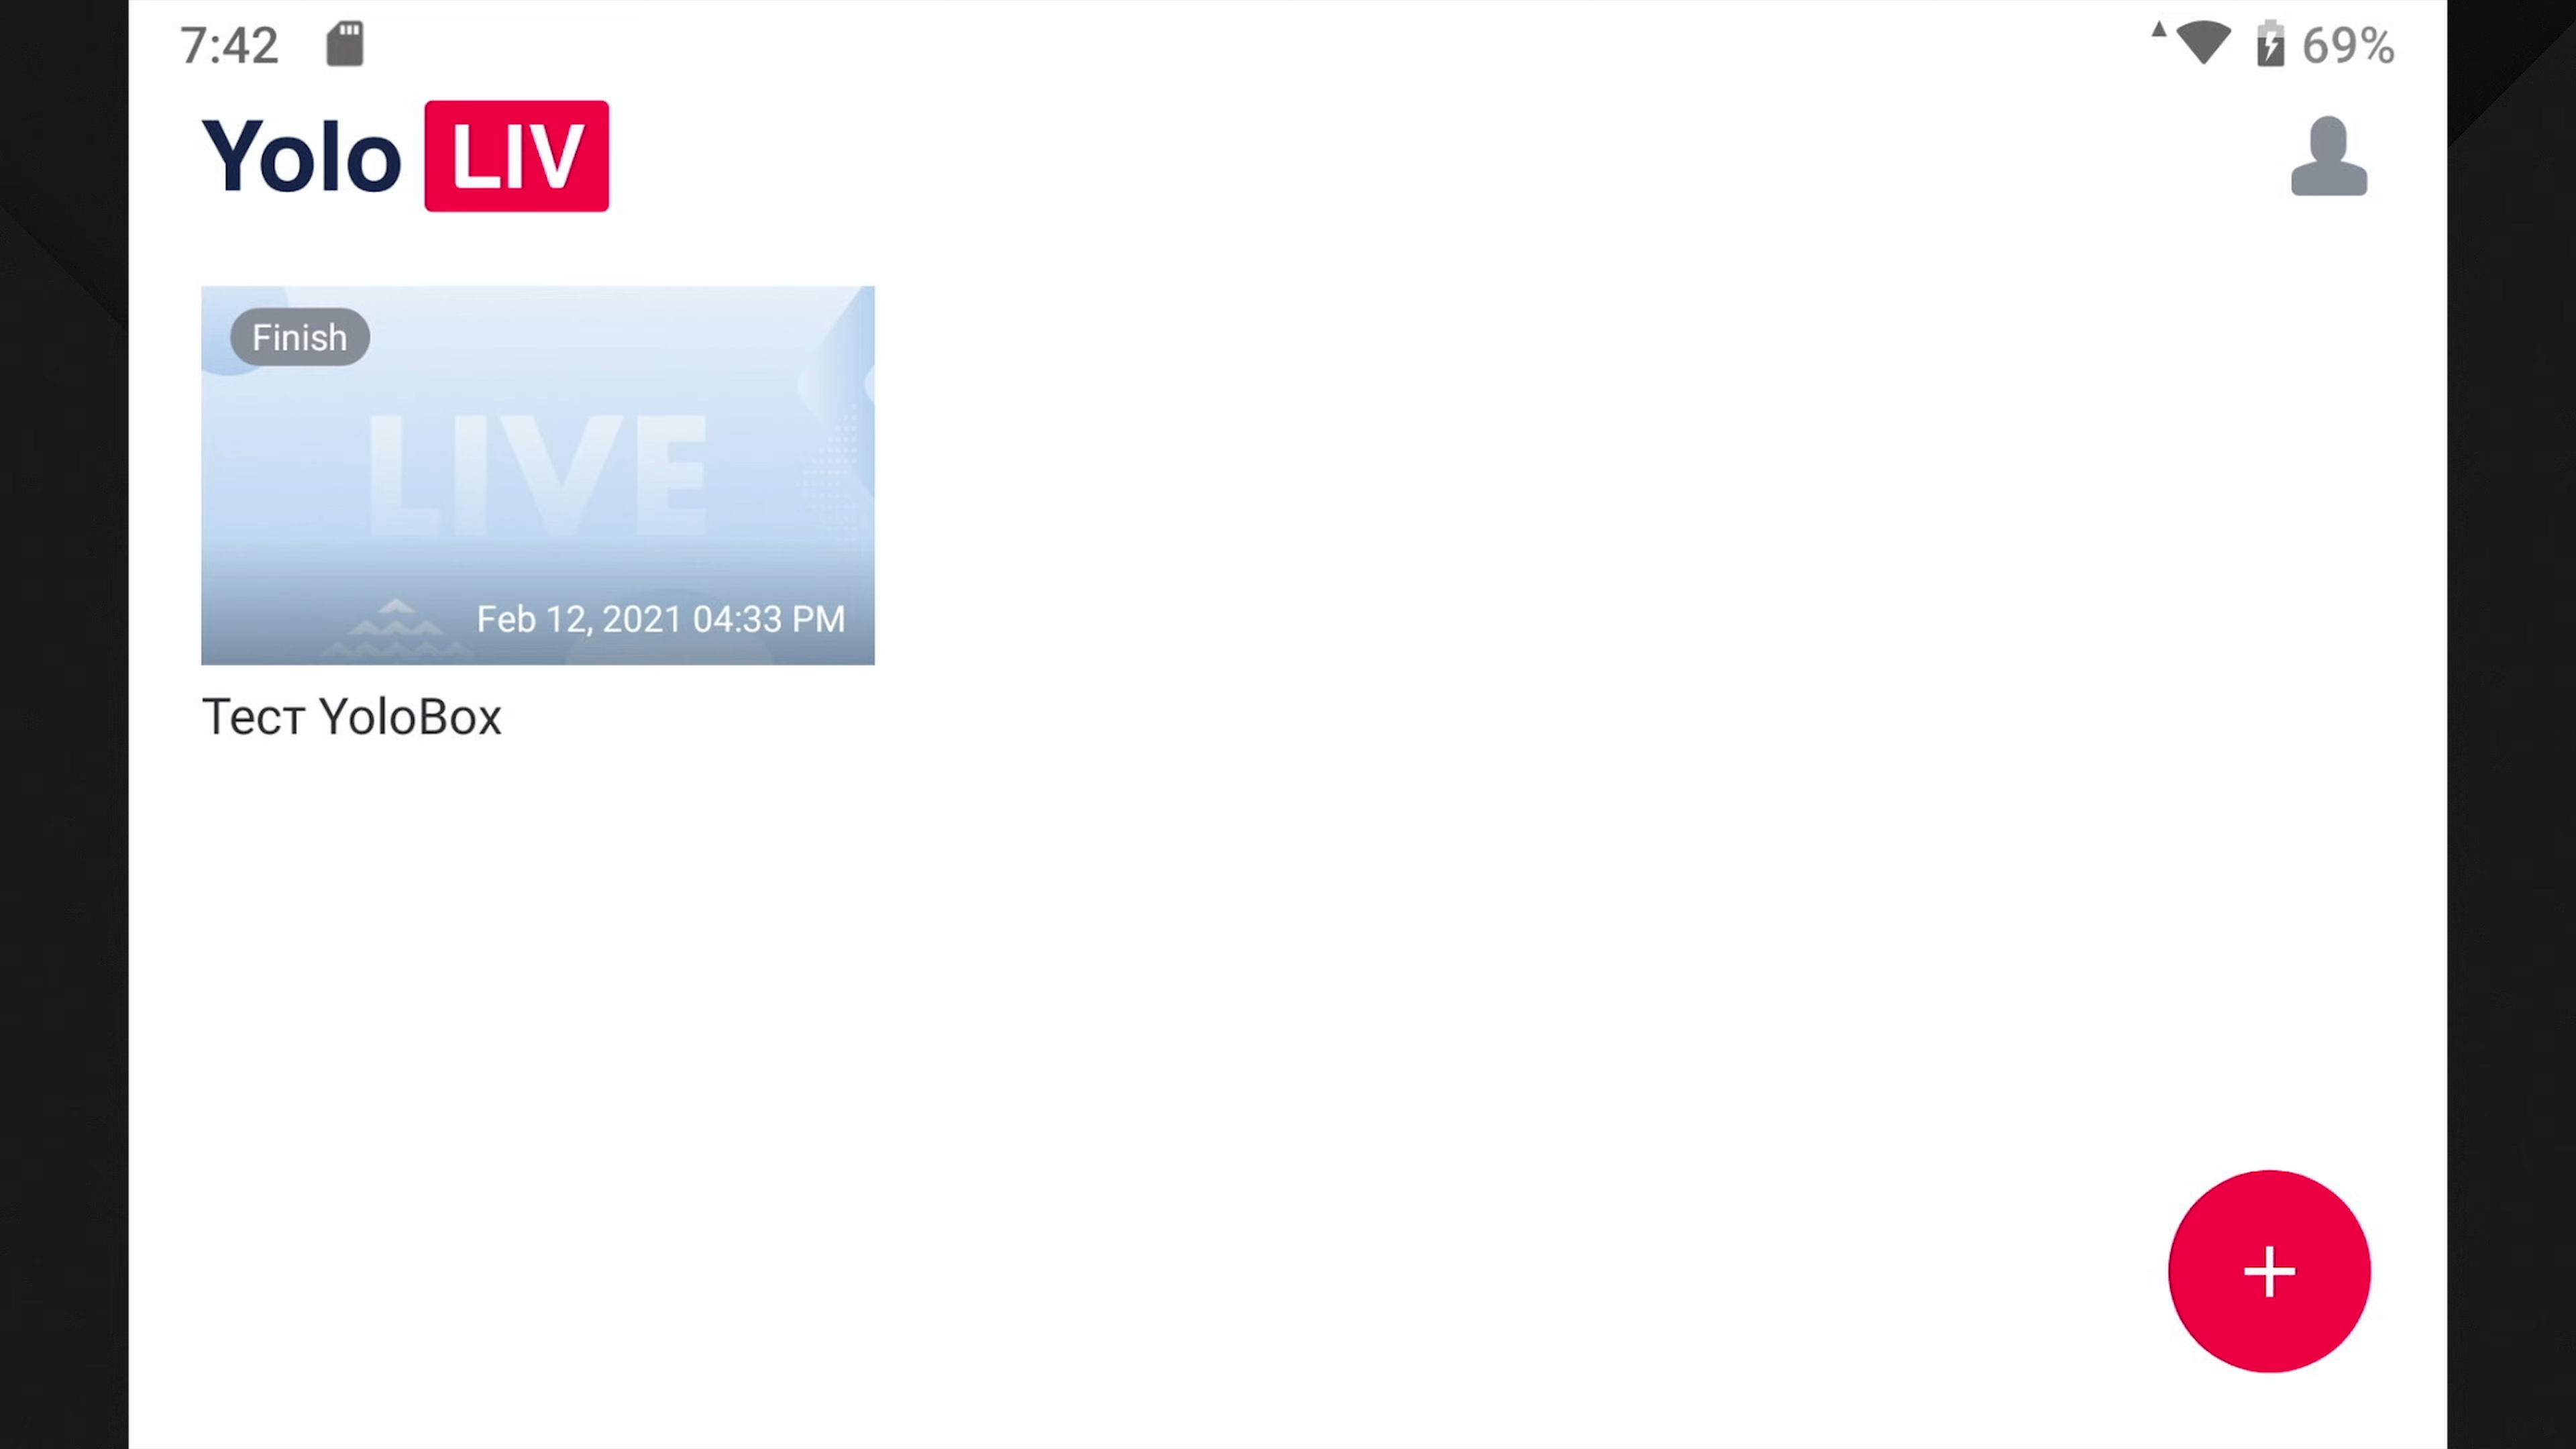 7:42
69%
Yolo LIV
Finish
LIVE
Feb 12, 2021 04:33 PM
Тест YoloBox
+